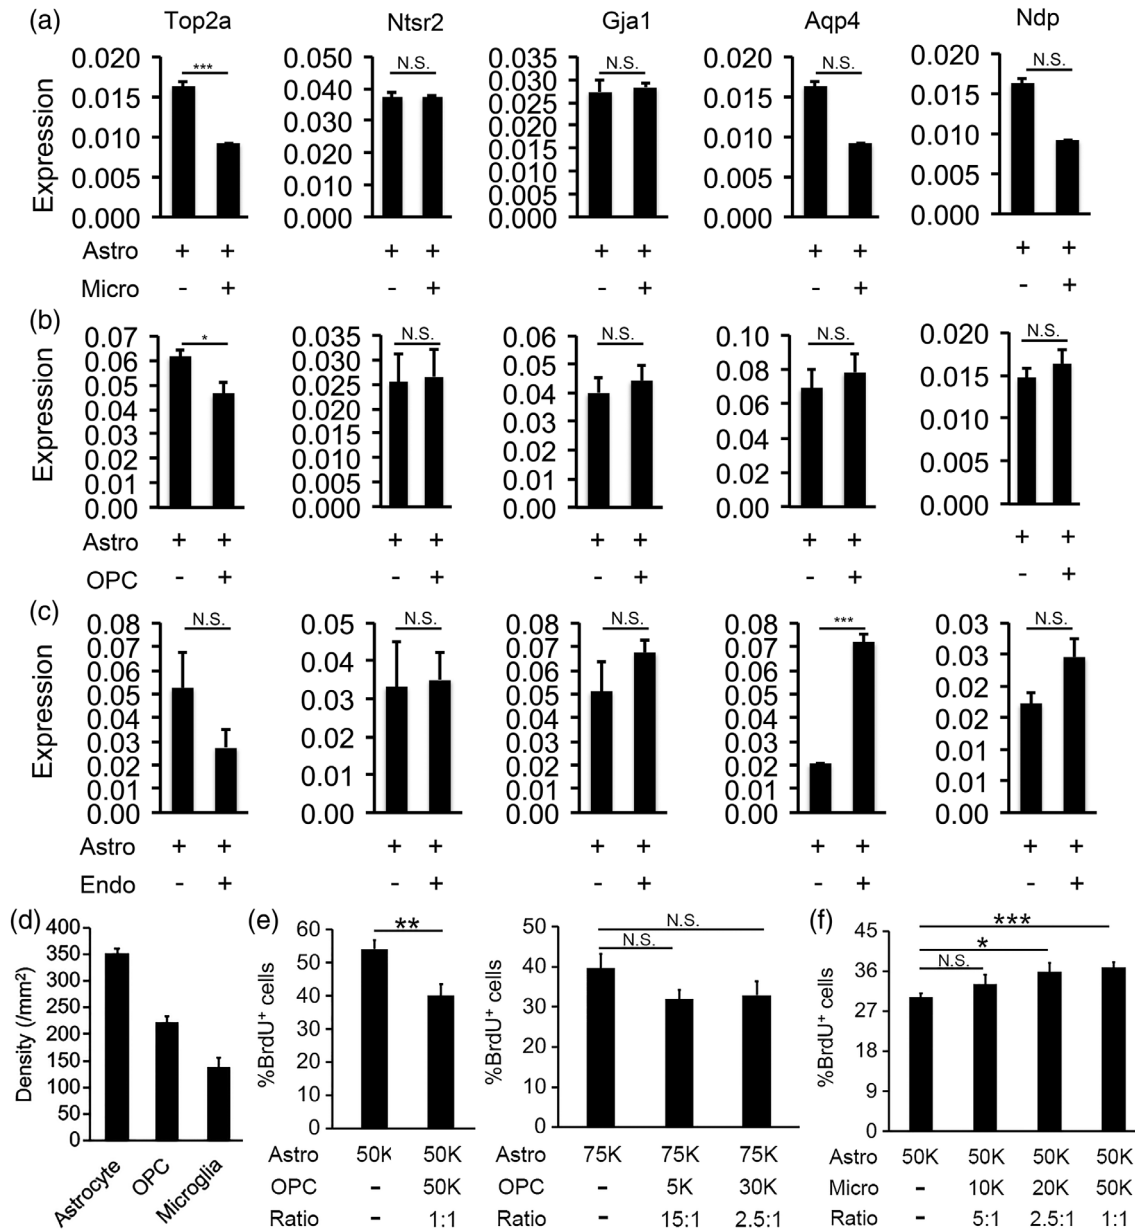 (a) Top2a Ntsr2 Gja1 Aqp4 Ndp
Expression
0.020 0.015 0.010 0.005 0.000
***
0.050 0.040 0.030 0.020 0.010 0.000
N.S.
0.035 0.030 0.025 0.020 0.015 0.010 0.005 0.000
N.S.
0.020 0.015 0.010 0.005 0.000
N.S.
0.020 0.015 0.010 0.005 0.000
N.S.
Astro + + + + + + + + + +
Micro - + - + - + - + - +
(b)
Expression
0.07 0.06 0.05 0.04 0.03 0.02 0.01 0.00
*
0.035 0.030 0.025 0.020 0.015 0.010 0.005 0.000
N.S.
0.06 0.05 0.04 0.03 0.02 0.01 0.00
N.S.
0.10 0.08 0.06 0.04 0.02 0.00
N.S.
0.020 0.015 0.010 0.005 0.000
N.S.
Astro + + + + + + + + + +
OPC - + - + - + - + - +
(c)
Expression
0.08 0.07 0.06 0.05 0.04 0.03 0.02 0.01 0.00
N.S.
0.05 0.04 0.03 0.02 0.01 0.00
N.S.
0.08 0.07 0.06 0.05 0.04 0.03 0.02 0.01 0.00
N.S.
0.08 0.07 0.06 0.05 0.04 0.03 0.02 0.01 0.00
***
0.03 0.03 0.02 0.02 0.01 0.01 0.00
N.S.
Astro + + + + + + + + + +
Endo - + - + - + - + - +
(d)
Density (/mm²)
400 350 300 250 200 150 100 50 0
Astrocyte
OPC
Microglia
(e)
%BrdU⁺ cells
60 50 40 30 20 10 0
**
Astro 50K 50K
OPC - 50K
Ratio - 1:1
%BrdU⁺ cells
50 40 30 20 10 0
N.S.
N.S.
Astro 75K 75K 75K
OPC - 5K 30K
Ratio - 15:1 2.5:1
(f)
%BrdU⁺ cells
45 36 27 18 9 0
***
*
N.S.
Astro 50K 50K 50K 50K
Micro - 10K 20K 50K
Ratio - 5:1 2.5:1 1:1